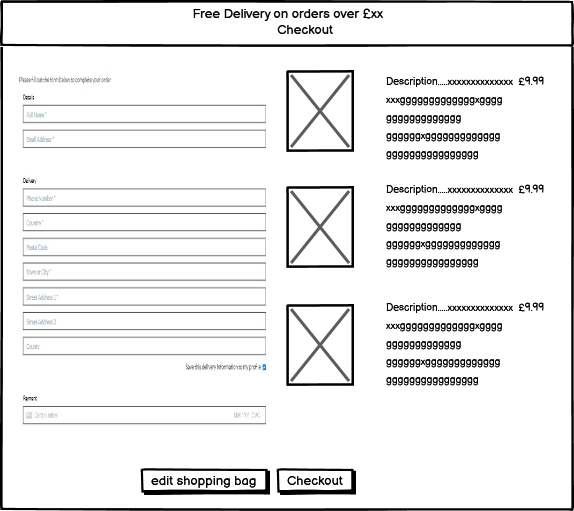 Free Delivery on orders over £xx
Checkout
Please fill out the form below to complete your order
Details
Full Name *
Email Address *
Delivery
Phone Number *
Country *
Postal Code
Town or City *
Street Address 1 *
Street Address 2
County
Save this delivery information to my profile
Payment
Card number
MM / YY CVC
Description.....xxxxxxxxxxxxxx £9.99
xxxgggggggggggggxgggg
ggggggggggggg
ggggggxggggggggggggg
gggggggggggggggg
Description.....xxxxxxxxxxxxxx £9.99
xxxgggggggggggggxgggg
ggggggggggggg
ggggggxggggggggggggg
gggggggggggggggg
Description.....xxxxxxxxxxxxxx £9.99
xxxgggggggggggggxgggg
ggggggggggggg
ggggggxggggggggggggg
gggggggggggggggg
edit shopping bag
Checkout